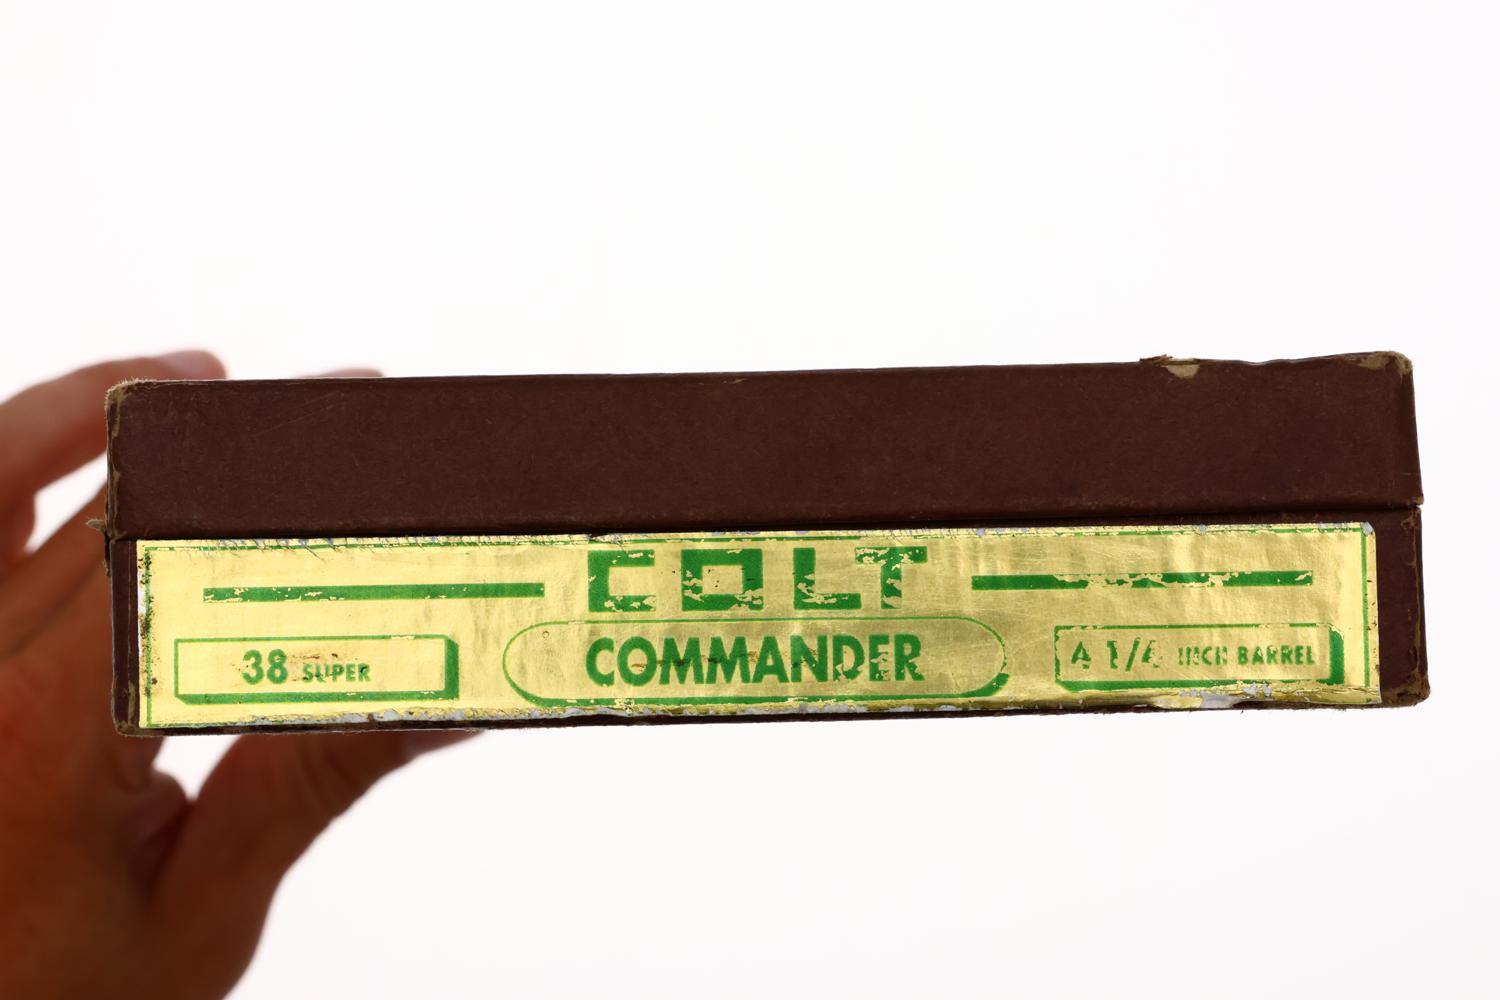 COLT
38 SUPER
COMMANDER
4 1/4 INCH BARREL